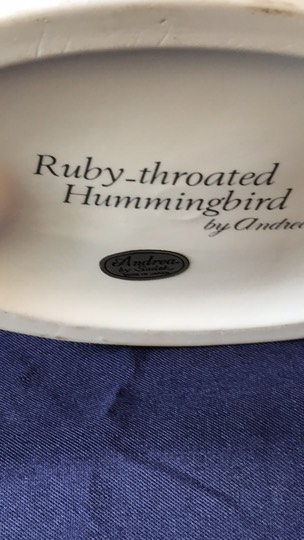 Ruby-throated
Hummingbird
by Andrea
Andrea
by Sadek